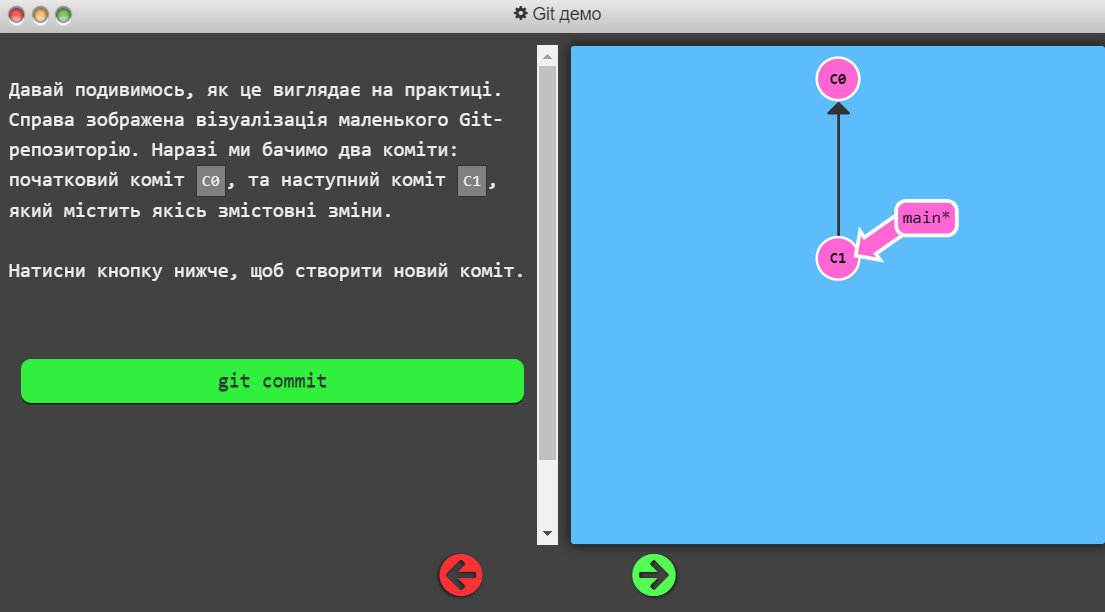 Git демо
Давай подивимось, як це виглядає на практиці.
Справа зображена візуалізація маленького Git-
репозиторію. Наразі ми бачимо два коміти:
початковий коміт C0, та наступний коміт C1,
який містить якісь змістовні зміни.
Натисни кнопку нижче, щоб створити новий коміт.
git commit
C0
main*
C1